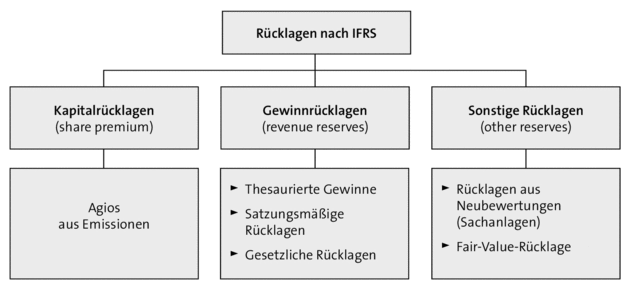 Rücklagen nach IFRS
Kapitalrücklagen
(share premium)
Gewinnrücklagen
(revenue reserves)
Sonstige Rücklagen
(other reserves)
Agios
aus Emissionen
► Thesaurierte Gewinne
► Satzungsmäßige
Rücklagen
► Gesetzliche Rücklagen
► Rücklagen aus
Neubewertungen
(Sachanlagen)
► Fair-Value-Rücklage